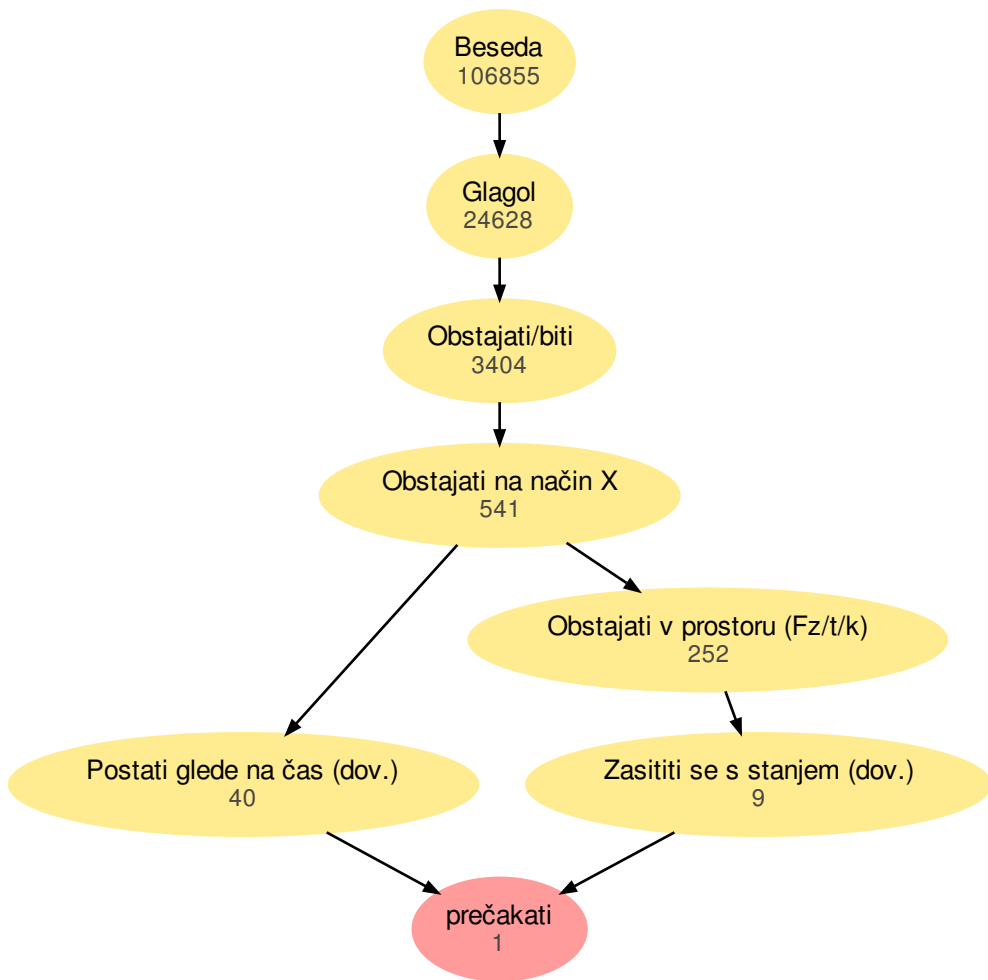 Beseda
106855
Glagol
24628
Obstajati/biti
3404
Obstajati na način X
541
Obstajati v prostoru (Fz/t/k)
252
Postati glede na čas (dov.)
40
Zasititi se s stanjem (dov.)
9
prečakati
1